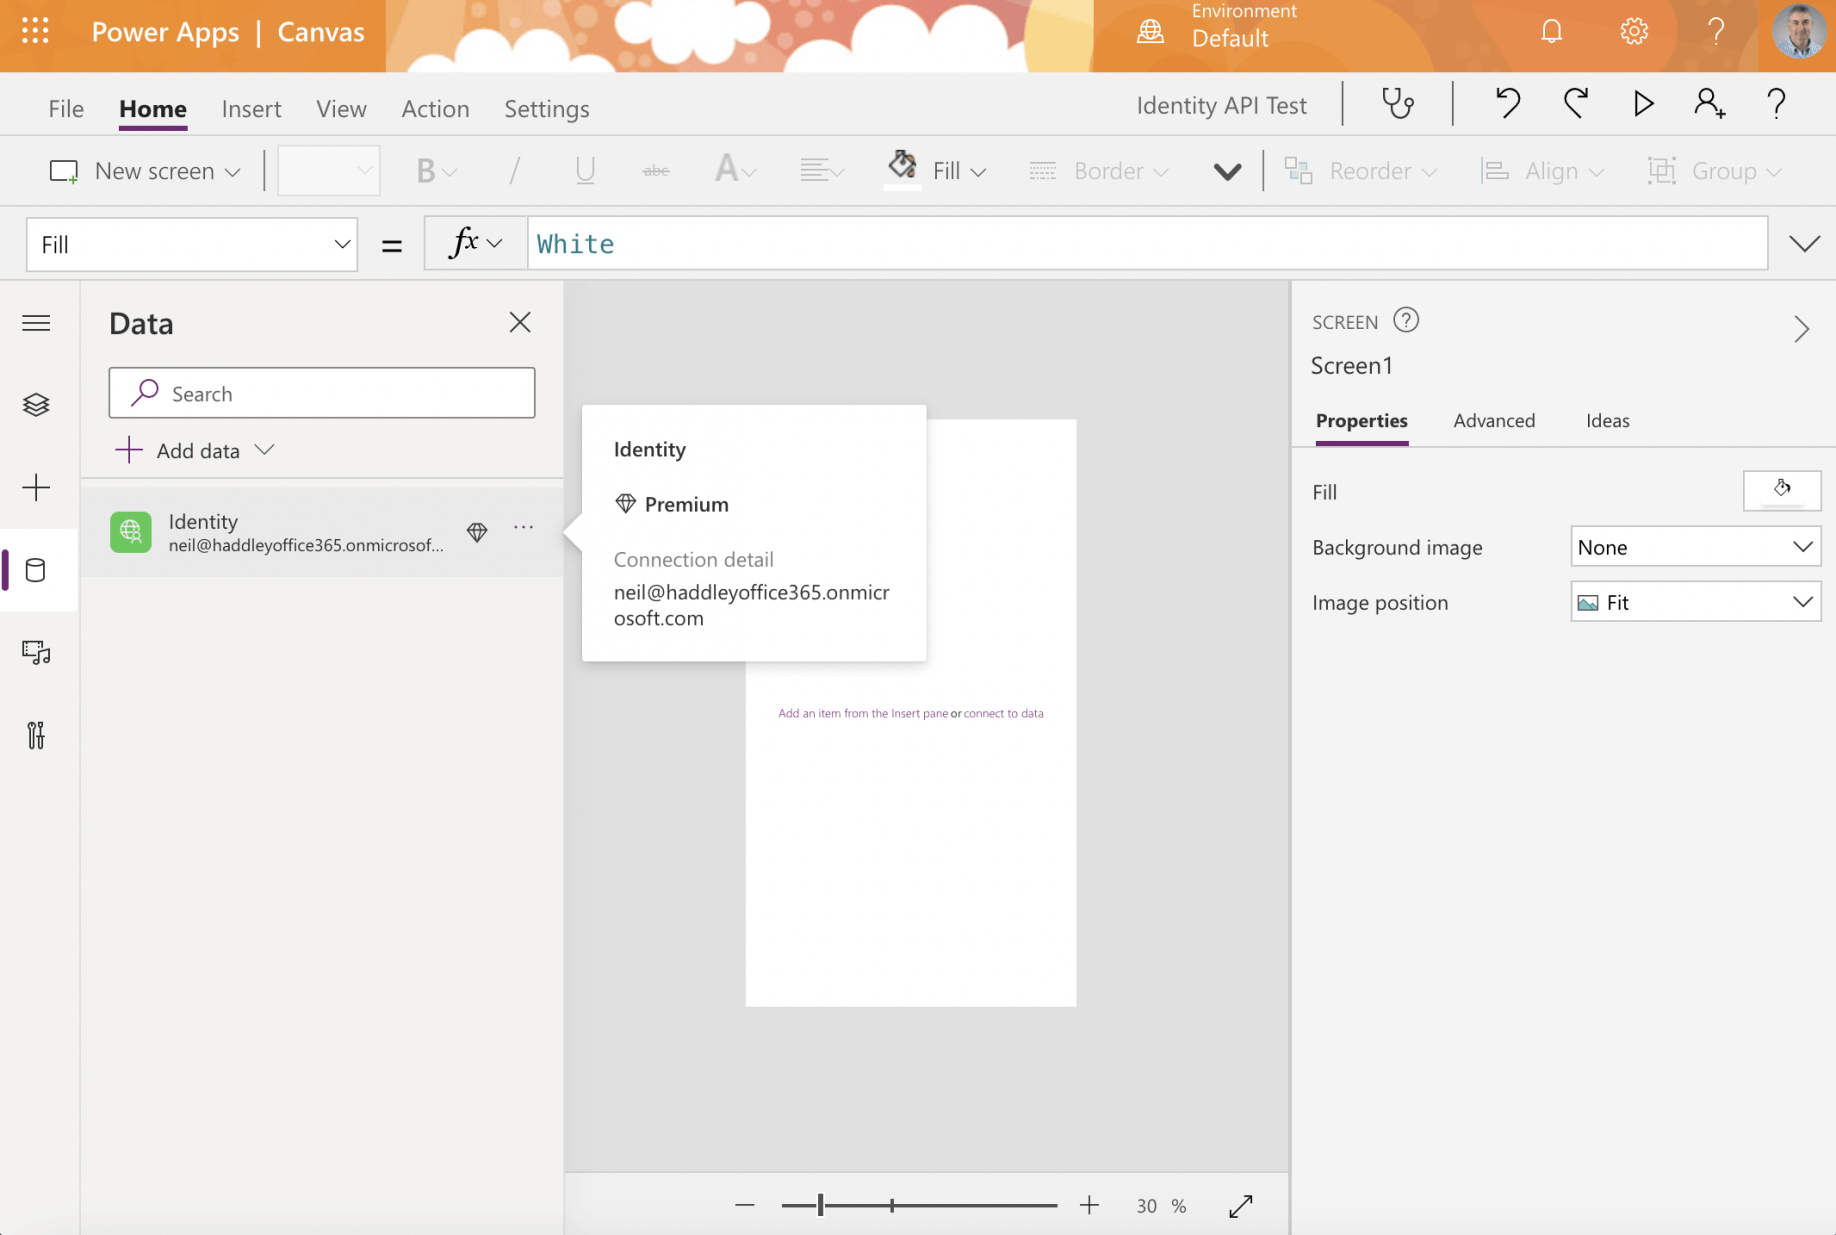 Power Apps | Canvas
Environment
Default
File Home Insert View Action Settings
Identity API Test
New screen B / U abc A Fill Border Reorder Align Group
Fill = fx White
Data
Search
Add data
Identity
neil@haddleyoffice365.onmicrosof...
Identity
Premium
Connection detail
neil@haddleyoffice365.onmicr
osoft.com
Add an item from the Insert pane or connect to data
30 %
SCREEN ?
Screen1
Properties Advanced Ideas
Fill
Background image None
Image position Fit